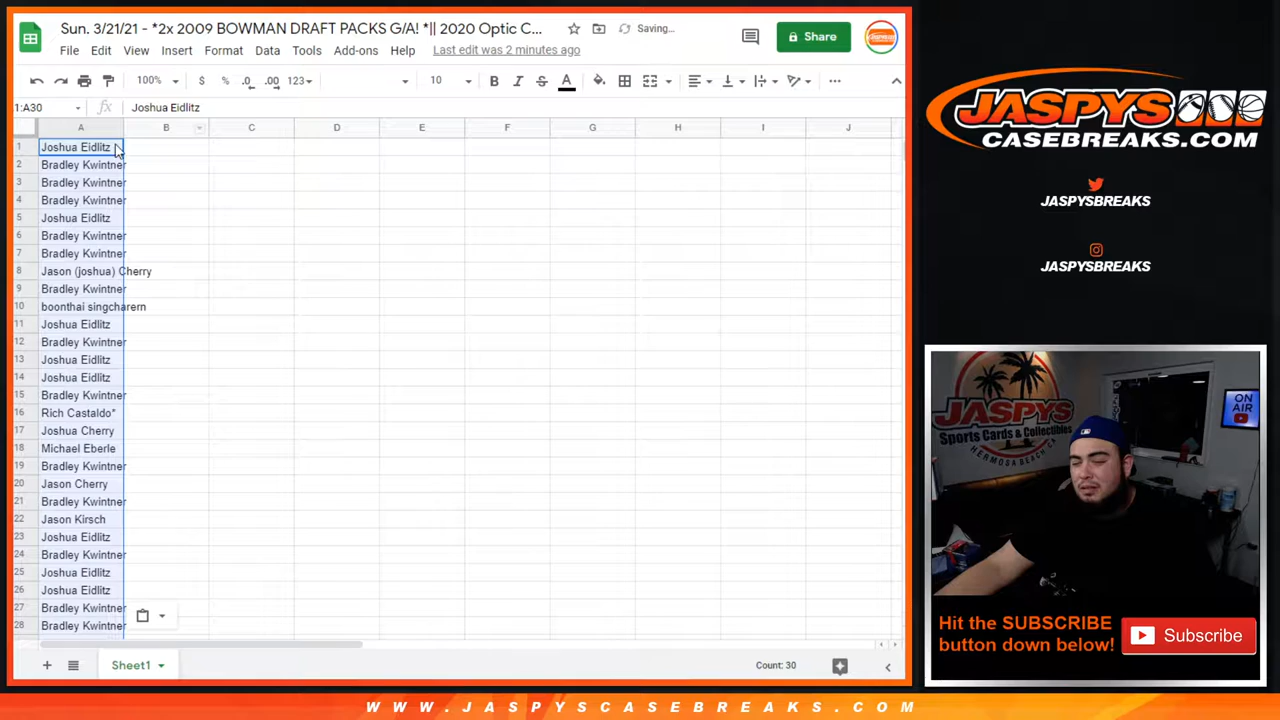 Sun. 3/21/21 - *2x 2009 BOWMAN DRAFT PACKS G/A! *|| 2020 Optic C...
Saving...
Share
File Edit View Insert Format Data Tools Add-ons Help Last edit was 2 minutes ago
100% $ % .0 .00 123 10 B I S A
1:A30 fx Joshua Eidlitz
A B C D E F G H I J
1 Joshua Eidlitz
2 Bradley Kwintner
3 Bradley Kwintner
4 Bradley Kwintner
5 Joshua Eidlitz
6 Bradley Kwintner
7 Bradley Kwintner
8 Jason (joshua) Cherry
9 Bradley Kwintner
10 boonthai singcharern
11 Joshua Eidlitz
12 Bradley Kwintner
13 Joshua Eidlitz
14 Joshua Eidlitz
15 Bradley Kwintner
16 Rich Castaldo*
17 Joshua Cherry
18 Michael Eberle
19 Bradley Kwintner
20 Jason Cherry
21 Bradley Kwintner
22 Jason Kirsch
23 Joshua Eidlitz
24 Bradley Kwintner
25 Joshua Eidlitz
26 Joshua Eidlitz
27 Bradley Kwintner
28 Bradley Kwintner
Sheet1
Count: 30
JASPYS
CASEBREAKS.COM
JASPYSBREAKS
JASPYSBREAKS
JASPYS
Sports Cards & Collectibles
HERMOSA BEACH CA
ON AIR
Hit the SUBSCRIBE
button down below!
Subscribe
WWW.JASPYSCASEBREAKS.COM